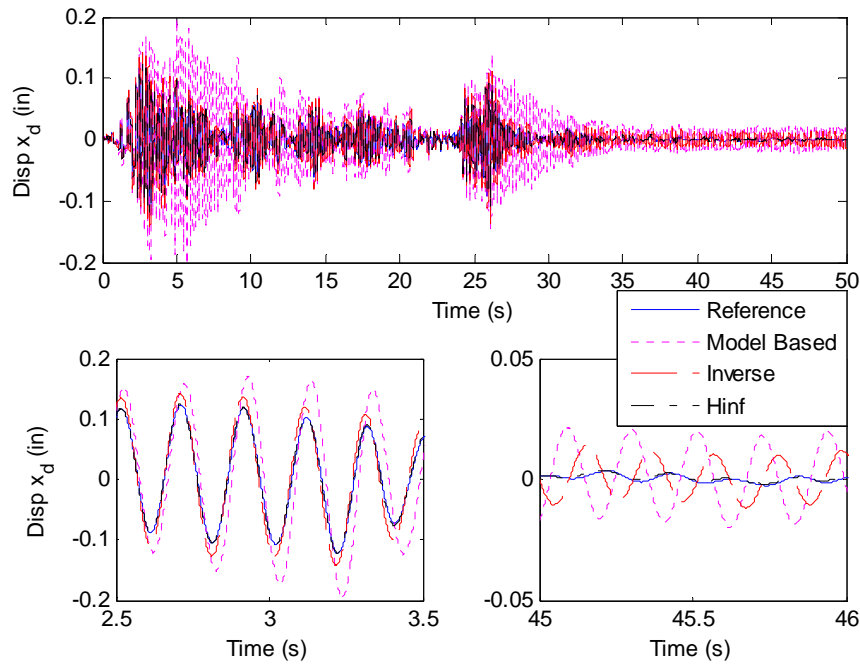 0.2
0.1
0
-0.1
-0.2
Disp x_d (in)
0 5 10 15 20 25 30 35 40 45 50
Time (s)
Reference
Model Based
Inverse
Hinf
0.2
0.1
0
-0.1
-0.2
Disp x_d (in)
2.5 3 3.5
Time (s)
0.05
0
-0.05
45 45.5 46
Time (s)